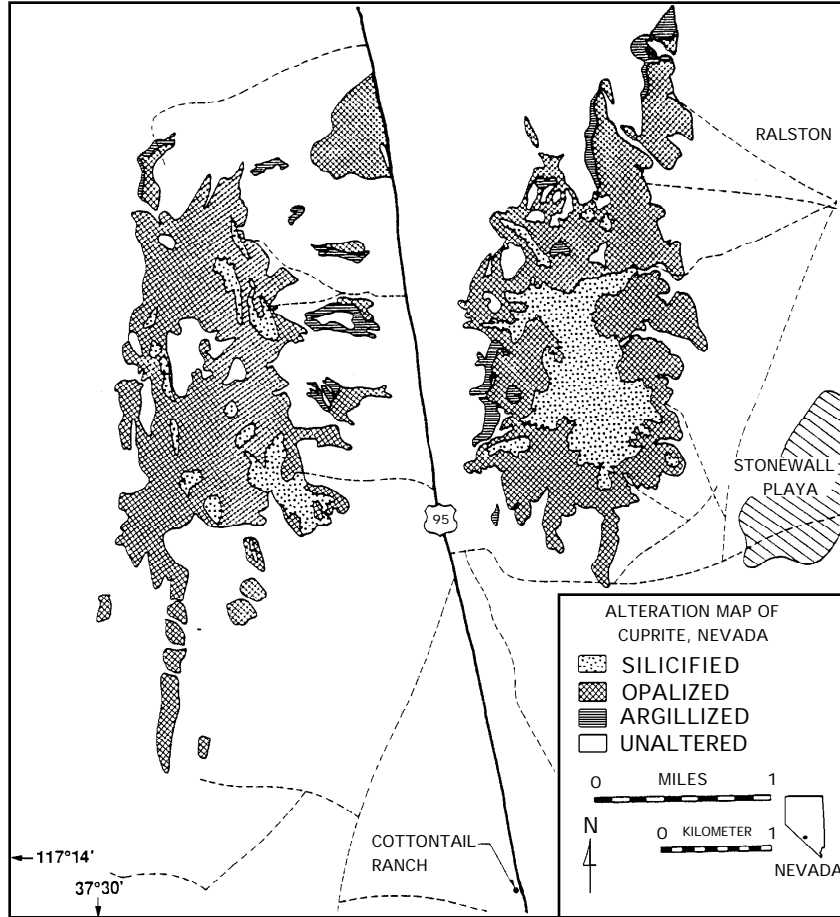 RALSTON
STONEWALL
PLAYA
95
ALTERATION MAP OF
CUPRITE, NEVADA
SILICIFIED
OPALIZED
ARGILLIZED
UNALTERED
0 MILES 1
N
0 KILOMETER 1
NEVADA
COTTONTAIL
RANCH
117°14'
37°30'